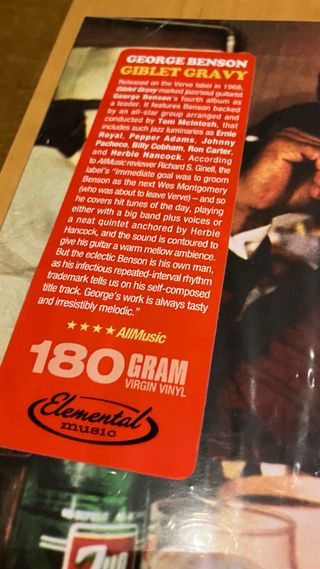 GEORGE BENSON
GIBLET GRAVY
Released on the Verve label in 1968,
Giblet Gravy marked jazz/soul guitarist
George Benson's fourth album as
a leader. It features Benson backed
by an all-star group arranged and
conducted by Tom McIntosh, that
includes such jazz luminaries as Ernie
Royal, Pepper Adams, Johnny
Pacheco, Billy Cobham, Ron Carter,
and Herbie Hancock. According
to AllMusic reviewer Richard S. Ginell, the
label's "immediate goal was to groom
Benson as the next Wes Montgomery
(who was about to leave Verve) – and so
he covers hit tunes of the day, playing
either with a big band plus voices or
a neat quintet anchored by Herbie
Hancock, and the sound is contoured to
give his guitar a warm mellow ambience.
But the eclectic Benson is his own man,
as his infectious repeated-interval rhythm
trademark tells us on his self-composed
title track. George's work is always tasty
and irresistibly melodic."
★★★★ AllMusic
180 GRAM
VIRGIN VINYL
Elemental
music
7up